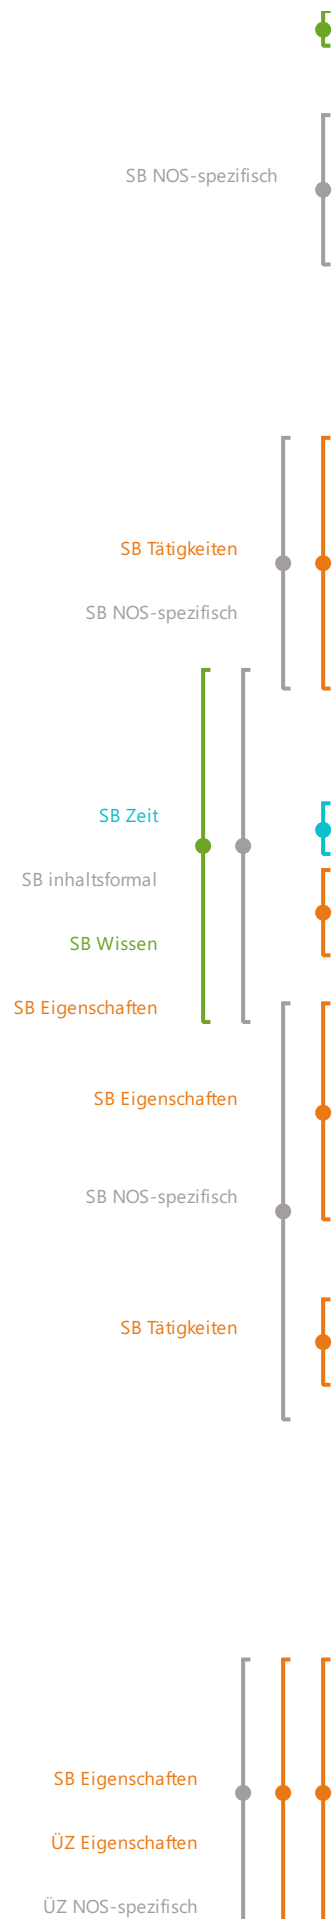 SB NOS-spezifisch
SB Tätigkeiten
SB NOS-spezifisch
SB Zeit
SB inhaltsformal
SB Wissen
SB Eigenschaften
SB Eigenschaften
SB NOS-spezifisch
SB Tätigkeiten
SB Eigenschaften
ÜZ Eigenschaften
ÜZ NOS-spezifisch